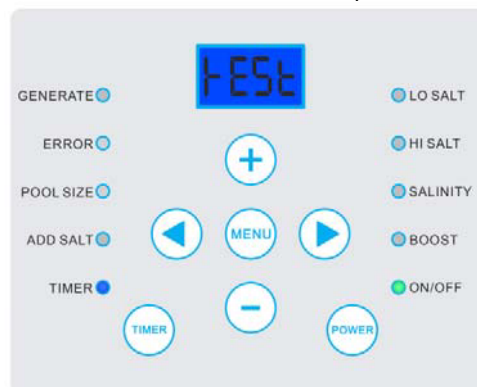 tESt
GENERATE
LO SALT
ERROR
+
HI SALT
POOL SIZE
SALINITY
ADD SALT
MENU
BOOST
TIMER
−
ON/OFF
TIMER
POWER